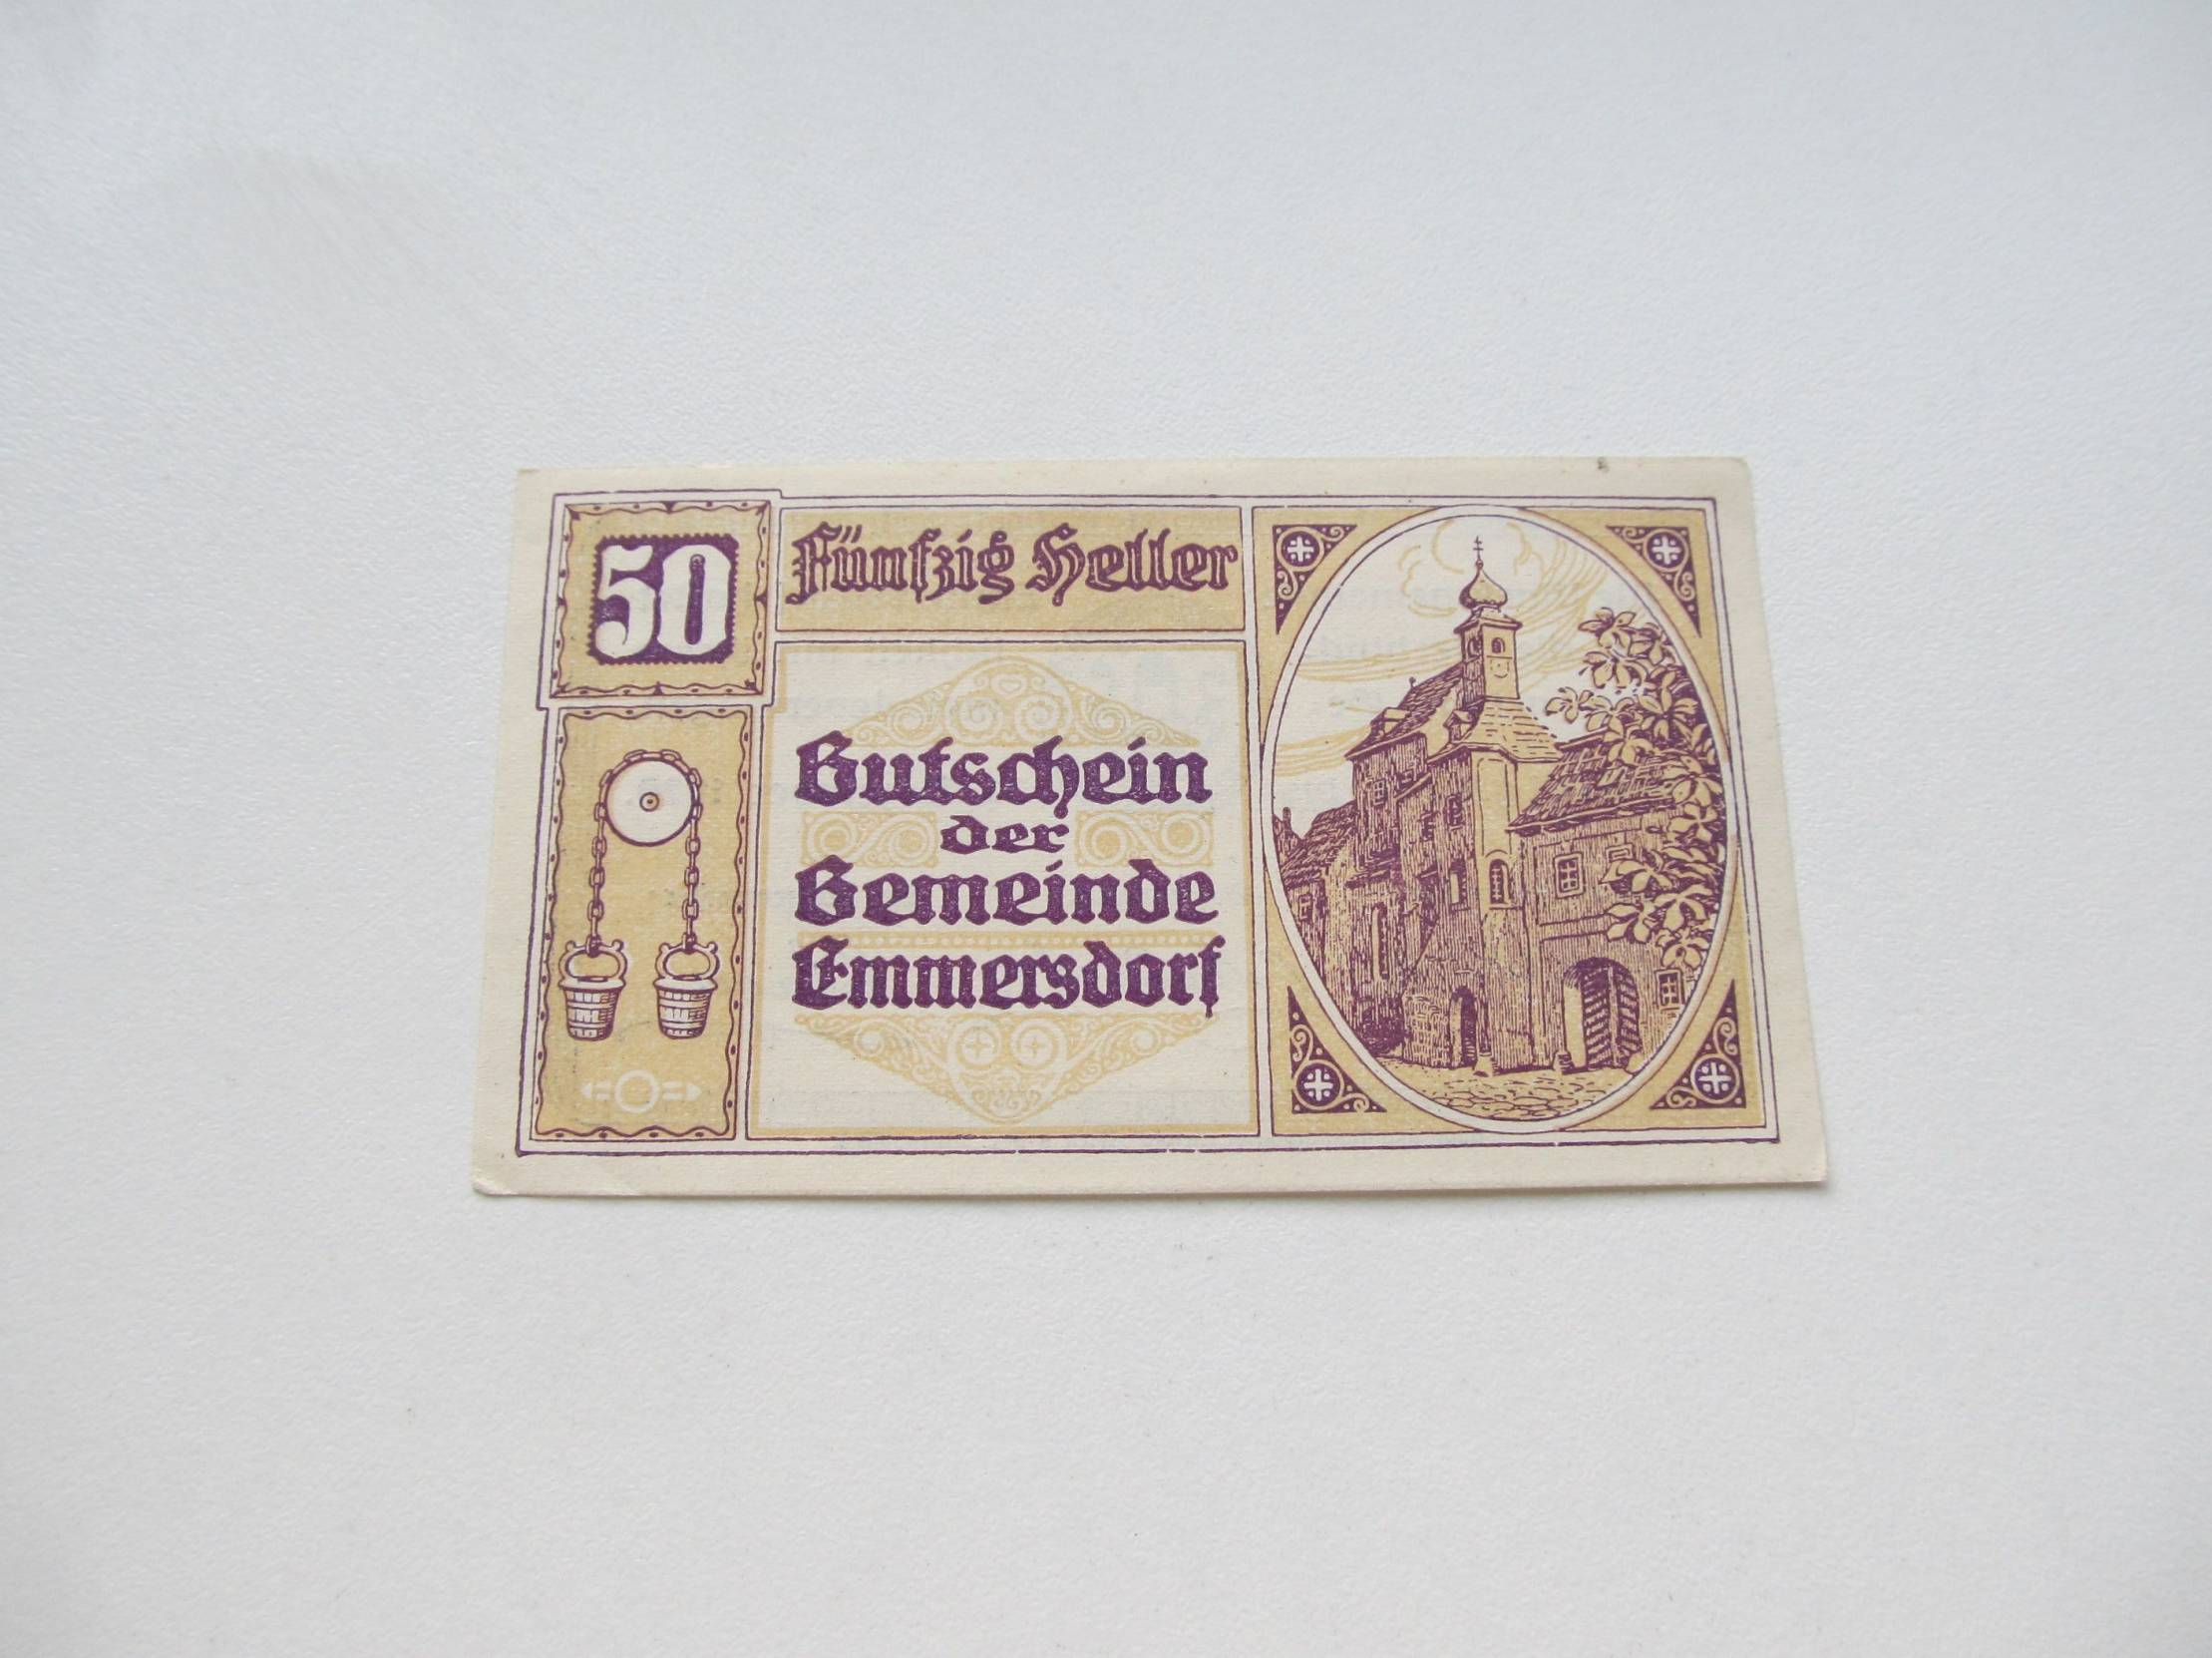 50
Fünfzig Heller
Gutschein
der
Gemeinde
Emmersdorf